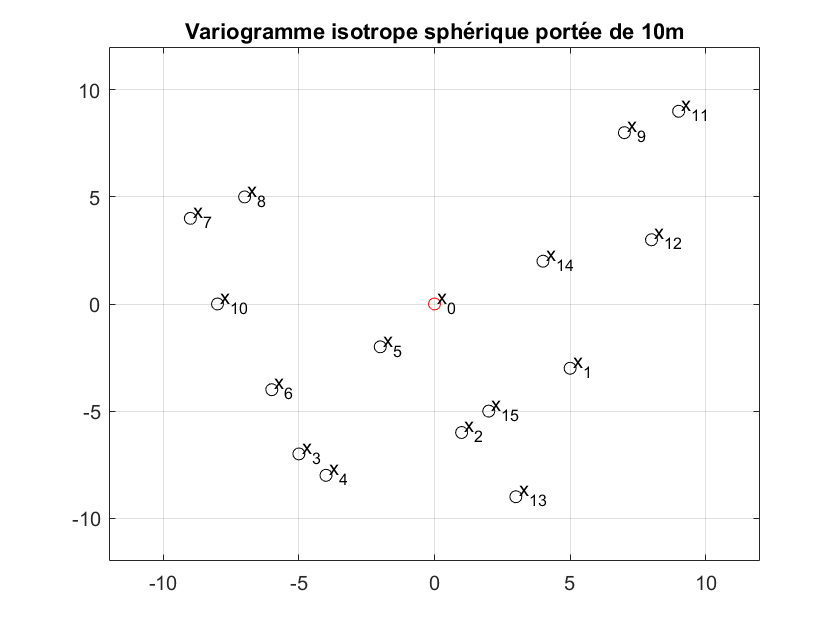 Variogramme isotrope sphérique portée de 10m
10
x11
x9
5
x8
x7
x12
x14
0
x10
x0
x5
x1
-5
x6
x15
x2
x3
x4
x13
-10
-10
-5
0
5
10